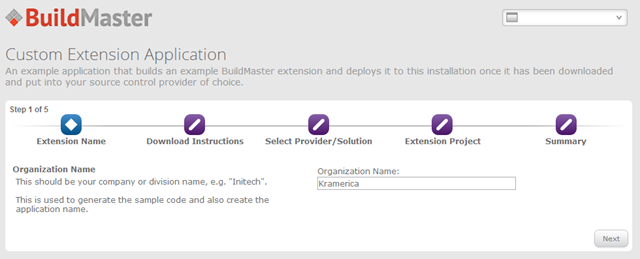 BuildMaster
Custom Extension Application
An example application that builds an example BuildMaster extension and deploys it to this installation once it has been downloaded
and put into your source control provider of choice.
Step 1 of 5
Extension Name
Download Instructions
Select Provider/Solution
Extension Project
Summary
Organization Name
This should be your company or division name, e.g. "Initech".
This is used to generate the sample code and also create the
application name.
Organization Name:
Kramerica
Next